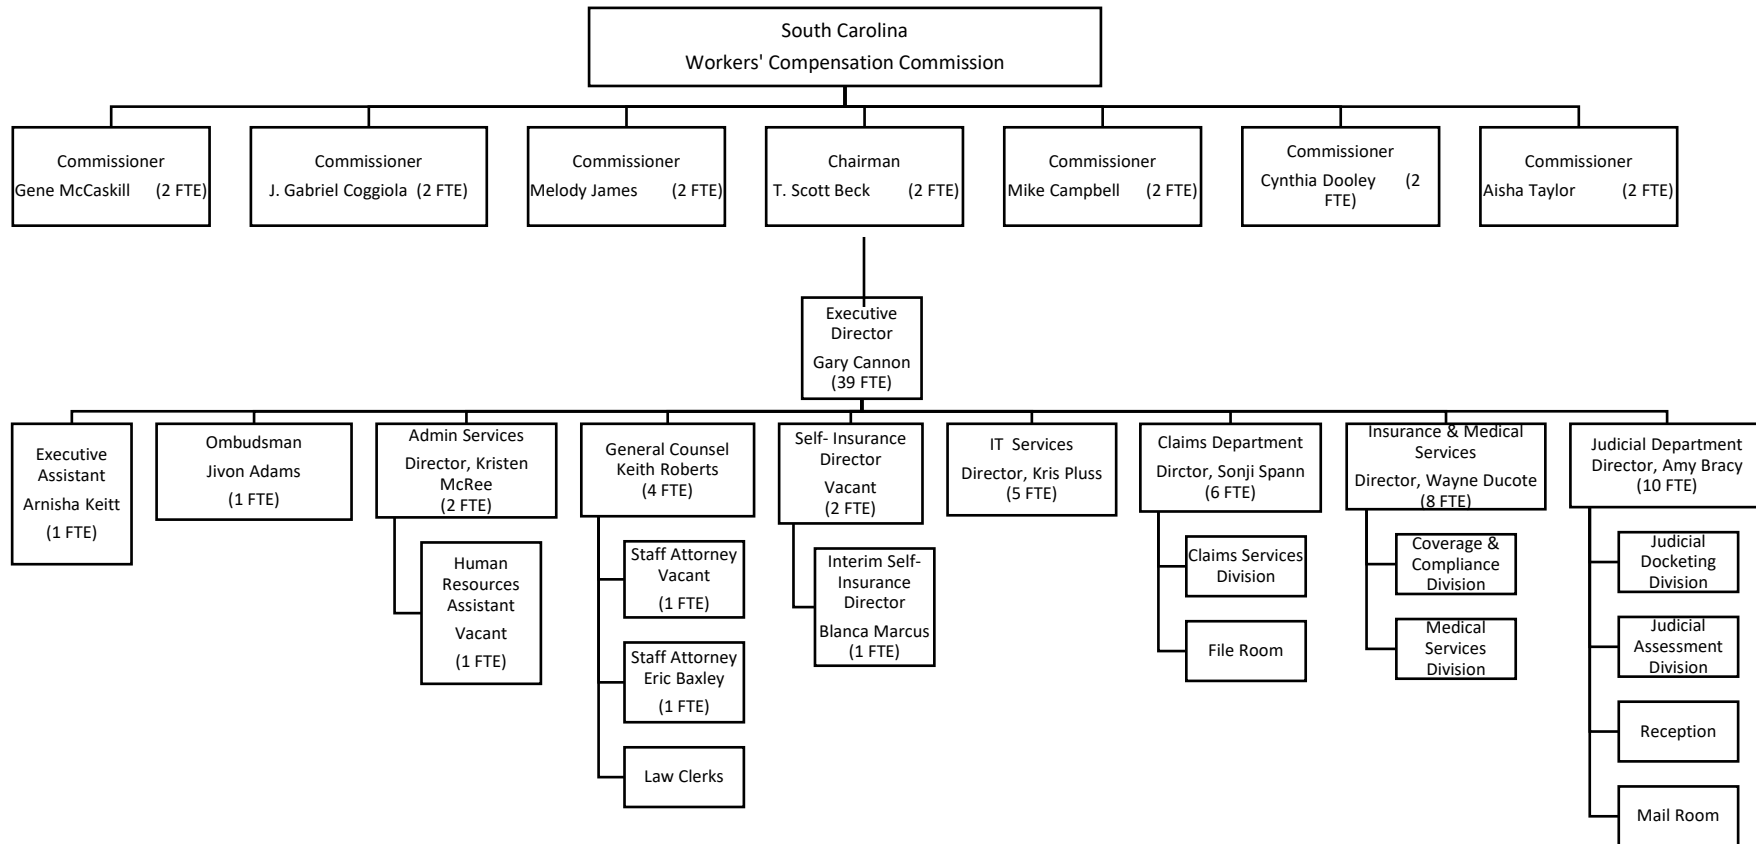 South Carolina
Workers' Compensation Commission
Commissioner
Gene McCaskill (2 FTE)
Commissioner
J. Gabriel Coggiola (2 FTE)
Commissioner
Melody James (2 FTE)
Chairman
T. Scott Beck (2 FTE)
Commissioner
Mike Campbell (2 FTE)
Commissioner
Cynthia Dooley (2
FTE)
Commissioner
Aisha Taylor (2 FTE)
Executive
Director
Gary Cannon
(39 FTE)
Executive
Assistant
Arnisha Keitt
(1 FTE)
Ombudsman
Jivon Adams
(1 FTE)
Admin Services
Director, Kristen
McRee
(2 FTE)
Human
Resources
Assistant
Vacant
(1 FTE)
General Counsel
Keith Roberts
(4 FTE)
Staff Attorney
Vacant
(1 FTE)
Staff Attorney
Eric Baxley
(1 FTE)
Law Clerks
Self- Insurance
Director
Vacant
(2 FTE)
Interim Self-
Insurance
Director
Blanca Marcus
(1 FTE)
IT Services
Director, Kris Pluss
(5 FTE)
Claims Department
Dirctor, Sonji Spann
(6 FTE)
Claims Services
Division
File Room
Insurance & Medical
Services
Director, Wayne Ducote
(8 FTE)
Coverage &
Compliance
Division
Medical
Services
Division
Judicial Department
Director, Amy Bracy
(10 FTE)
Judicial
Docketing
Division
Judicial
Assessment
Division
Reception
Mail Room